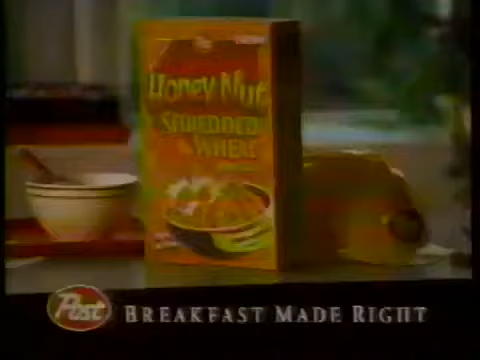 Honey Nut
SHREDDED
WHEAT
Post
BREAKFAST MADE RIGHT